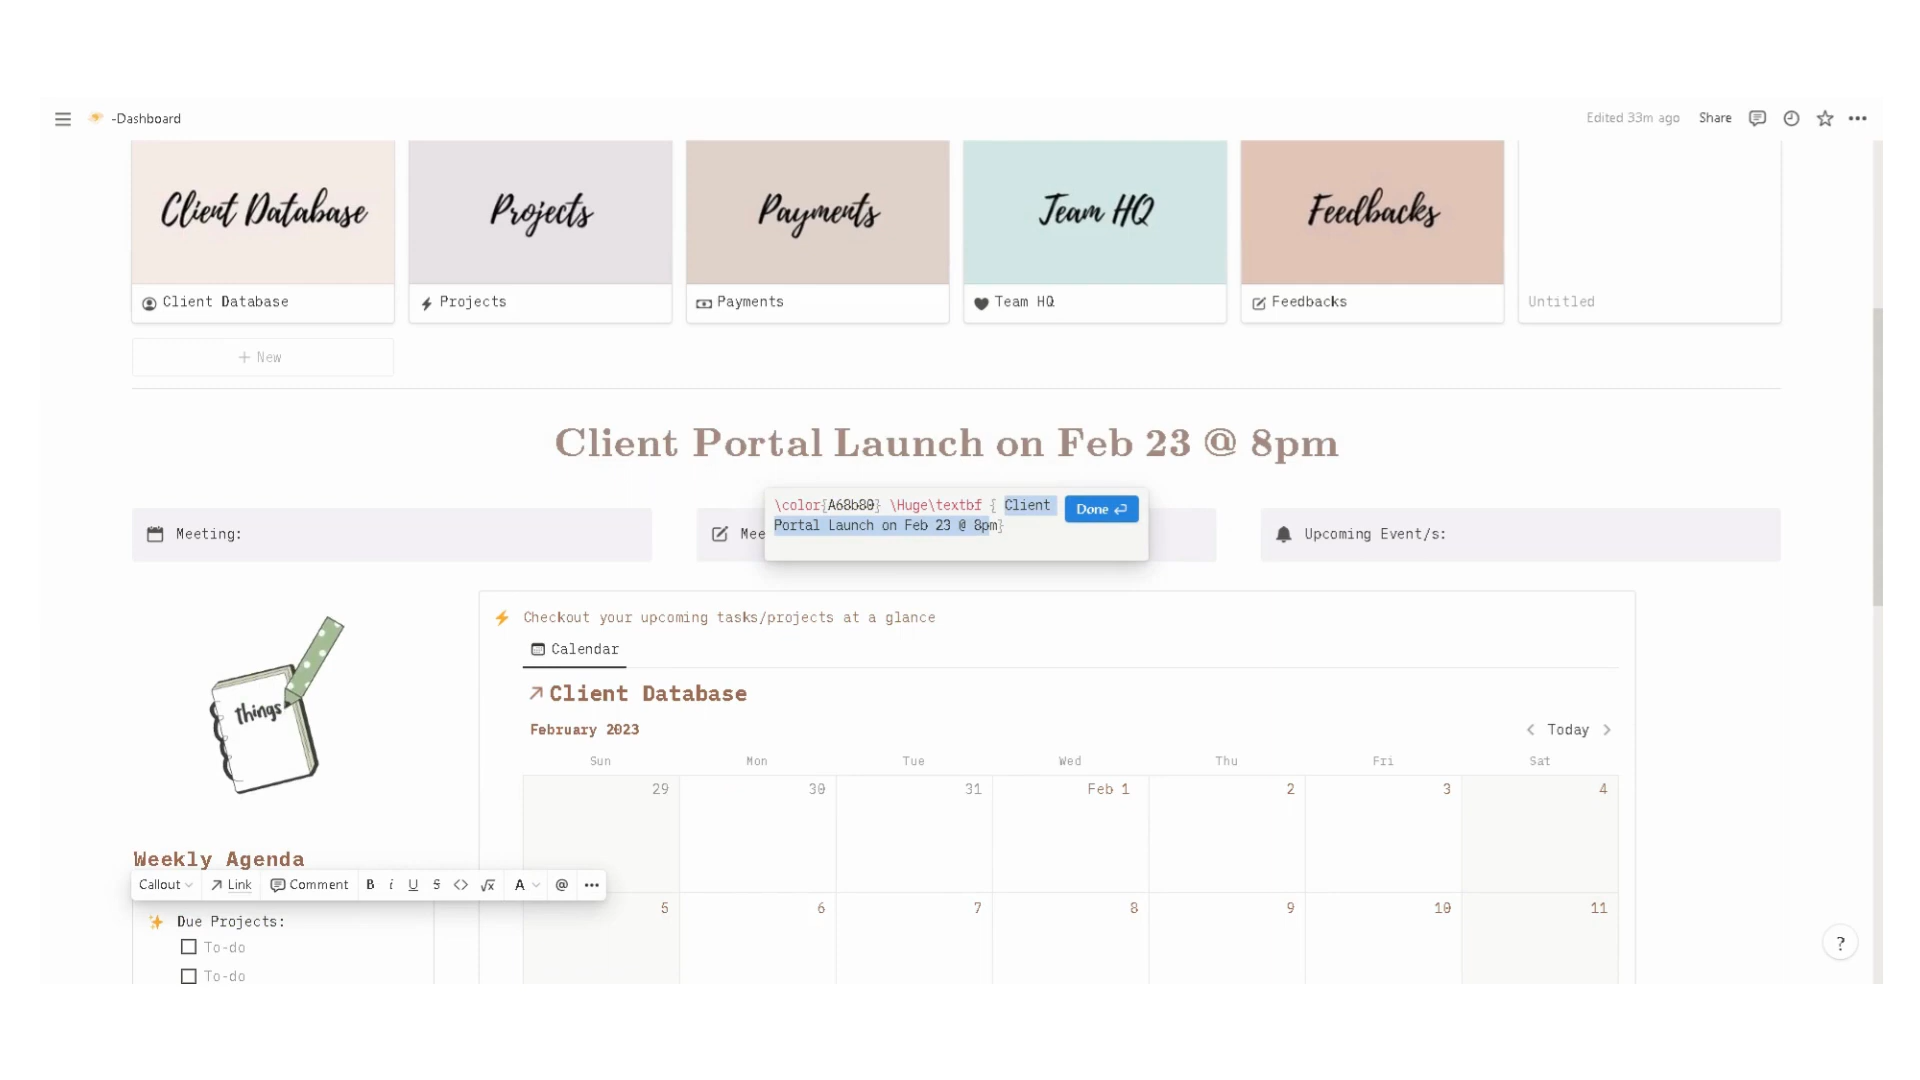 -Dashboard
Edited 33m ago
Share
Client Database
Projects
Payments
Team HQ
Feedbacks
Client Database
Projects
Payments
Team HQ
Feedbacks
Untitled
+ New
Client Portal Launch on Feb 23 @ 8pm
\color{A68b80} \Huge\textbf { Client
Portal Launch on Feb 23 @ 8pm}
Done
Meeting:
Mee
Upcoming Event/s:
Checkout your upcoming tasks/projects at a glance
Calendar
things
Client Database
February 2023
Today
Sun Mon Tue Wed Thu Fri Sat
29 30 31 Feb 1 2 3 4
Weekly Agenda
Callout Link Comment B i U S <> √x A @ •••
5 6 7 8 9 10 11
Due Projects:
To-do
To-do
?